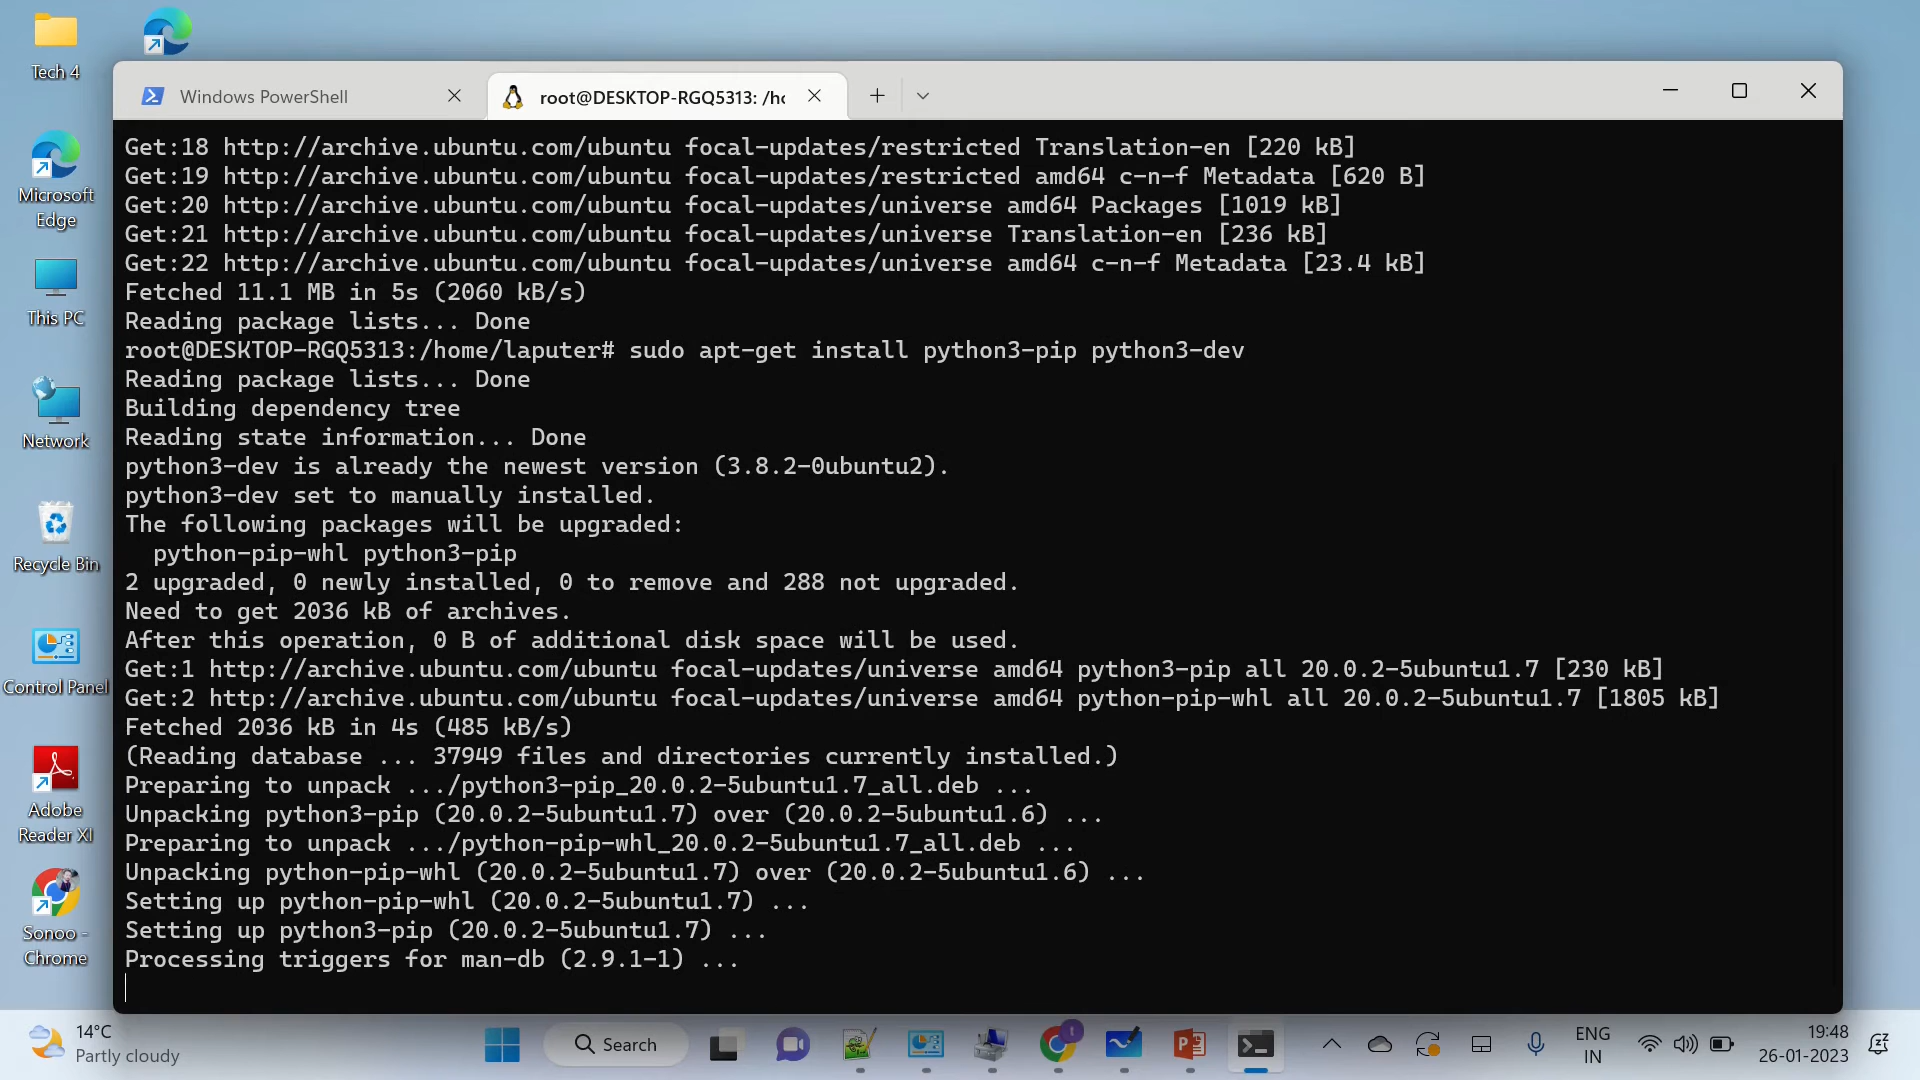 Tech 4
Microsoft
Edge
This PC
Network
Recycle Bin
Control Panel
Adobe
Reader XI
Sonoo -
Chrome
Windows PowerShell
root@DESKTOP-RGQ5313: /ho
Get:18 http://archive.ubuntu.com/ubuntu focal-updates/restricted Translation-en [220 kB]
Get:19 http://archive.ubuntu.com/ubuntu focal-updates/restricted amd64 c-n-f Metadata [620 B]
Get:20 http://archive.ubuntu.com/ubuntu focal-updates/universe amd64 Packages [1019 kB]
Get:21 http://archive.ubuntu.com/ubuntu focal-updates/universe Translation-en [236 kB]
Get:22 http://archive.ubuntu.com/ubuntu focal-updates/universe amd64 c-n-f Metadata [23.4 kB]
Fetched 11.1 MB in 5s (2060 kB/s)
Reading package lists... Done
root@DESKTOP-RGQ5313:/home/laputer# sudo apt-get install python3-pip python3-dev
Reading package lists... Done
Building dependency tree
Reading state information... Done
python3-dev is already the newest version (3.8.2-0ubuntu2).
python3-dev set to manually installed.
The following packages will be upgraded:
  python-pip-whl python3-pip
2 upgraded, 0 newly installed, 0 to remove and 288 not upgraded.
Need to get 2036 kB of archives.
After this operation, 0 B of additional disk space will be used.
Get:1 http://archive.ubuntu.com/ubuntu focal-updates/universe amd64 python3-pip all 20.0.2-5ubuntu1.7 [230 kB]
Get:2 http://archive.ubuntu.com/ubuntu focal-updates/universe amd64 python-pip-whl all 20.0.2-5ubuntu1.7 [1805 kB]
Fetched 2036 kB in 4s (485 kB/s)
(Reading database ... 37949 files and directories currently installed.)
Preparing to unpack .../python3-pip_20.0.2-5ubuntu1.7_all.deb ...
Unpacking python3-pip (20.0.2-5ubuntu1.7) over (20.0.2-5ubuntu1.6) ...
Preparing to unpack .../python-pip-whl_20.0.2-5ubuntu1.7_all.deb ...
Unpacking python-pip-whl (20.0.2-5ubuntu1.7) over (20.0.2-5ubuntu1.6) ...
Setting up python-pip-whl (20.0.2-5ubuntu1.7) ...
Setting up python3-pip (20.0.2-5ubuntu1.7) ...
Processing triggers for man-db (2.9.1-1) ...
14°C
Partly cloudy
Search
t
ENG
IN
19:48
26-01-2023